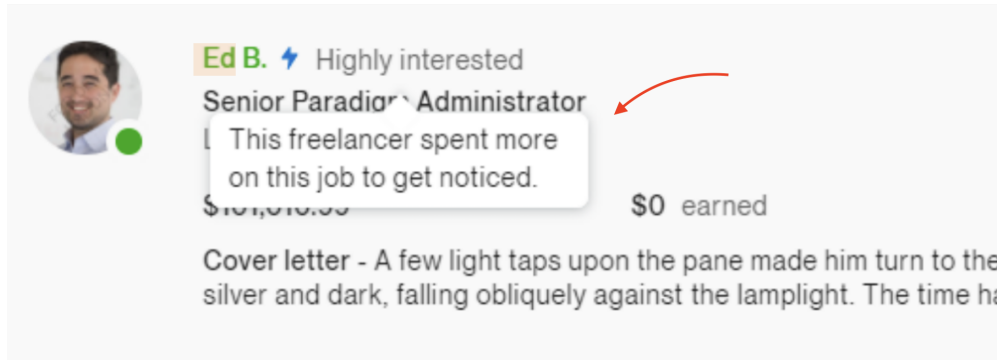 Ed B. Highly interested
Senior Paradigm Administrator
This freelancer spent more
on this job to get noticed.
$0 earned
Cover letter - A few light taps upon the pane made him turn to the
silver and dark, falling obliquely against the lamplight. The time